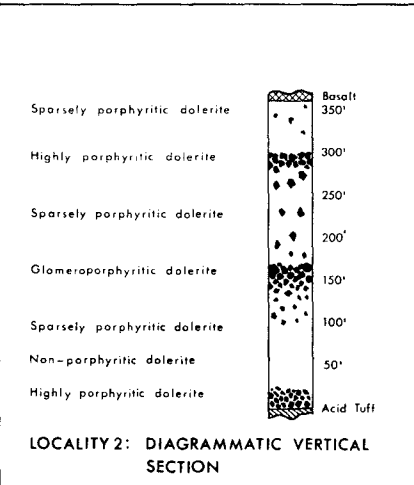 Basalt
Sparsely porphyritic dolerite 350'
Highly porphyritic dolerite 300'
250'
Sparsely porphyritic dolerite
200'
Glomeroporphyritic dolerite
150'
Sparsely porphyritic dolerite 100'
Non-porphyritic dolerite 50'
Highly porphyritic dolerite
Acid Tuff
LOCALITY 2: DIAGRAMMATIC VERTICAL
SECTION